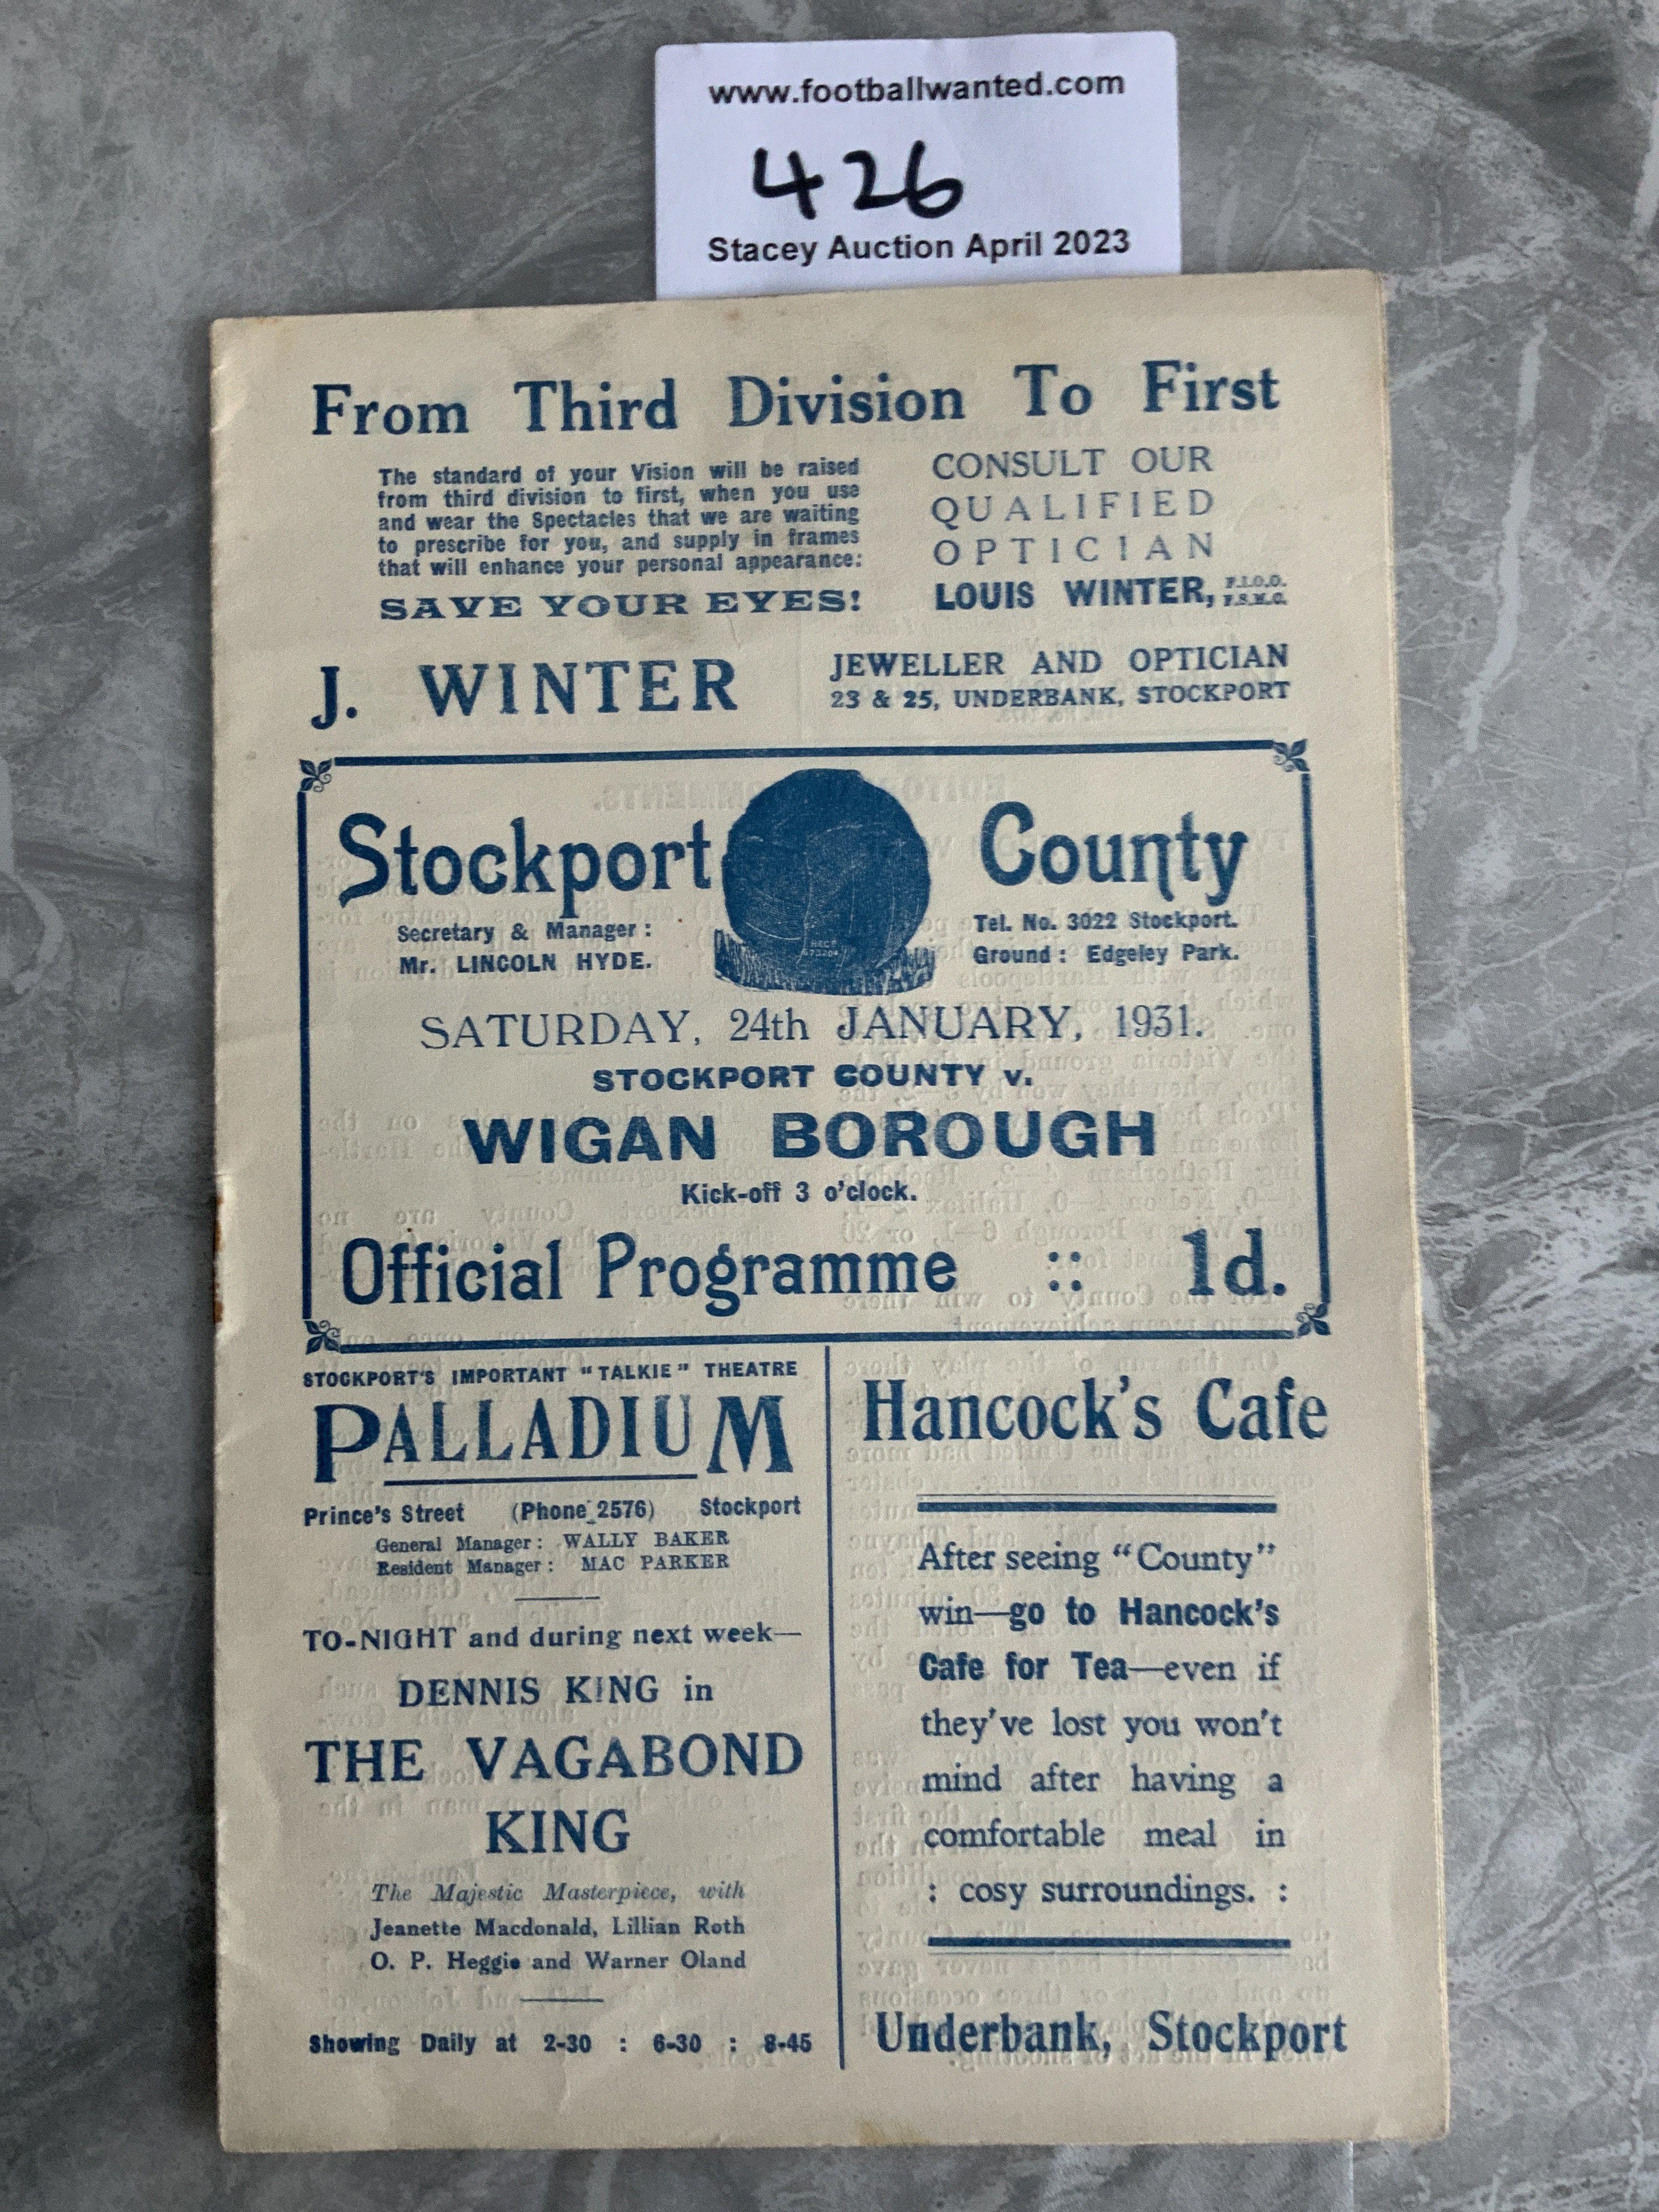 www.footballwanted.com
426
Stacey Auction April 2023
From Third Division To First
The standard of your Vision will be raised
from third division to first, when you use
and wear the Spectacles that we are waiting
to prescribe for you, and supply in frames
that will enhance your personal appearance:
SAVE YOUR EYES!
CONSULT OUR
QUALIFIED
OPTICIAN
LOUIS WINTER, F.I.O.O.
F.S.M.C.
J. WINTER
JEWELLER AND OPTICIAN
23 & 25, UNDERBANK, STOCKPORT
Stockport County
Secretary & Manager :
Mr. LINCOLN HYDE.
Tel. No. 3022 Stockport.
Ground : Edgeley Park.
SATURDAY, 24th JANUARY, 1931.
STOCKPORT COUNTY v.
WIGAN BOROUGH
Kick-off 3 o'clock.
Official Programme :: 1d.
STOCKPORT'S IMPORTANT "TALKIE" THEATRE
PALLADIUM
Prince's Street (Phone 2576) Stockport
General Manager : WALLY BAKER
Resident Manager : MAC PARKER
TO-NIGHT and during next week—
DENNIS KING in
THE VAGABOND
KING
The Majestic Masterpiece, with
Jeanette Macdonald, Lillian Roth
O. P. Heggie and Warner Oland
Showing Daily at 2-30 : 6-30 : 8-45
Hancock's Cafe
After seeing "County"
win—go to Hancock's
Cafe for Tea—even if
they've lost you won't
mind after having a
comfortable meal in
: cosy surroundings. :
Underbank, Stockport